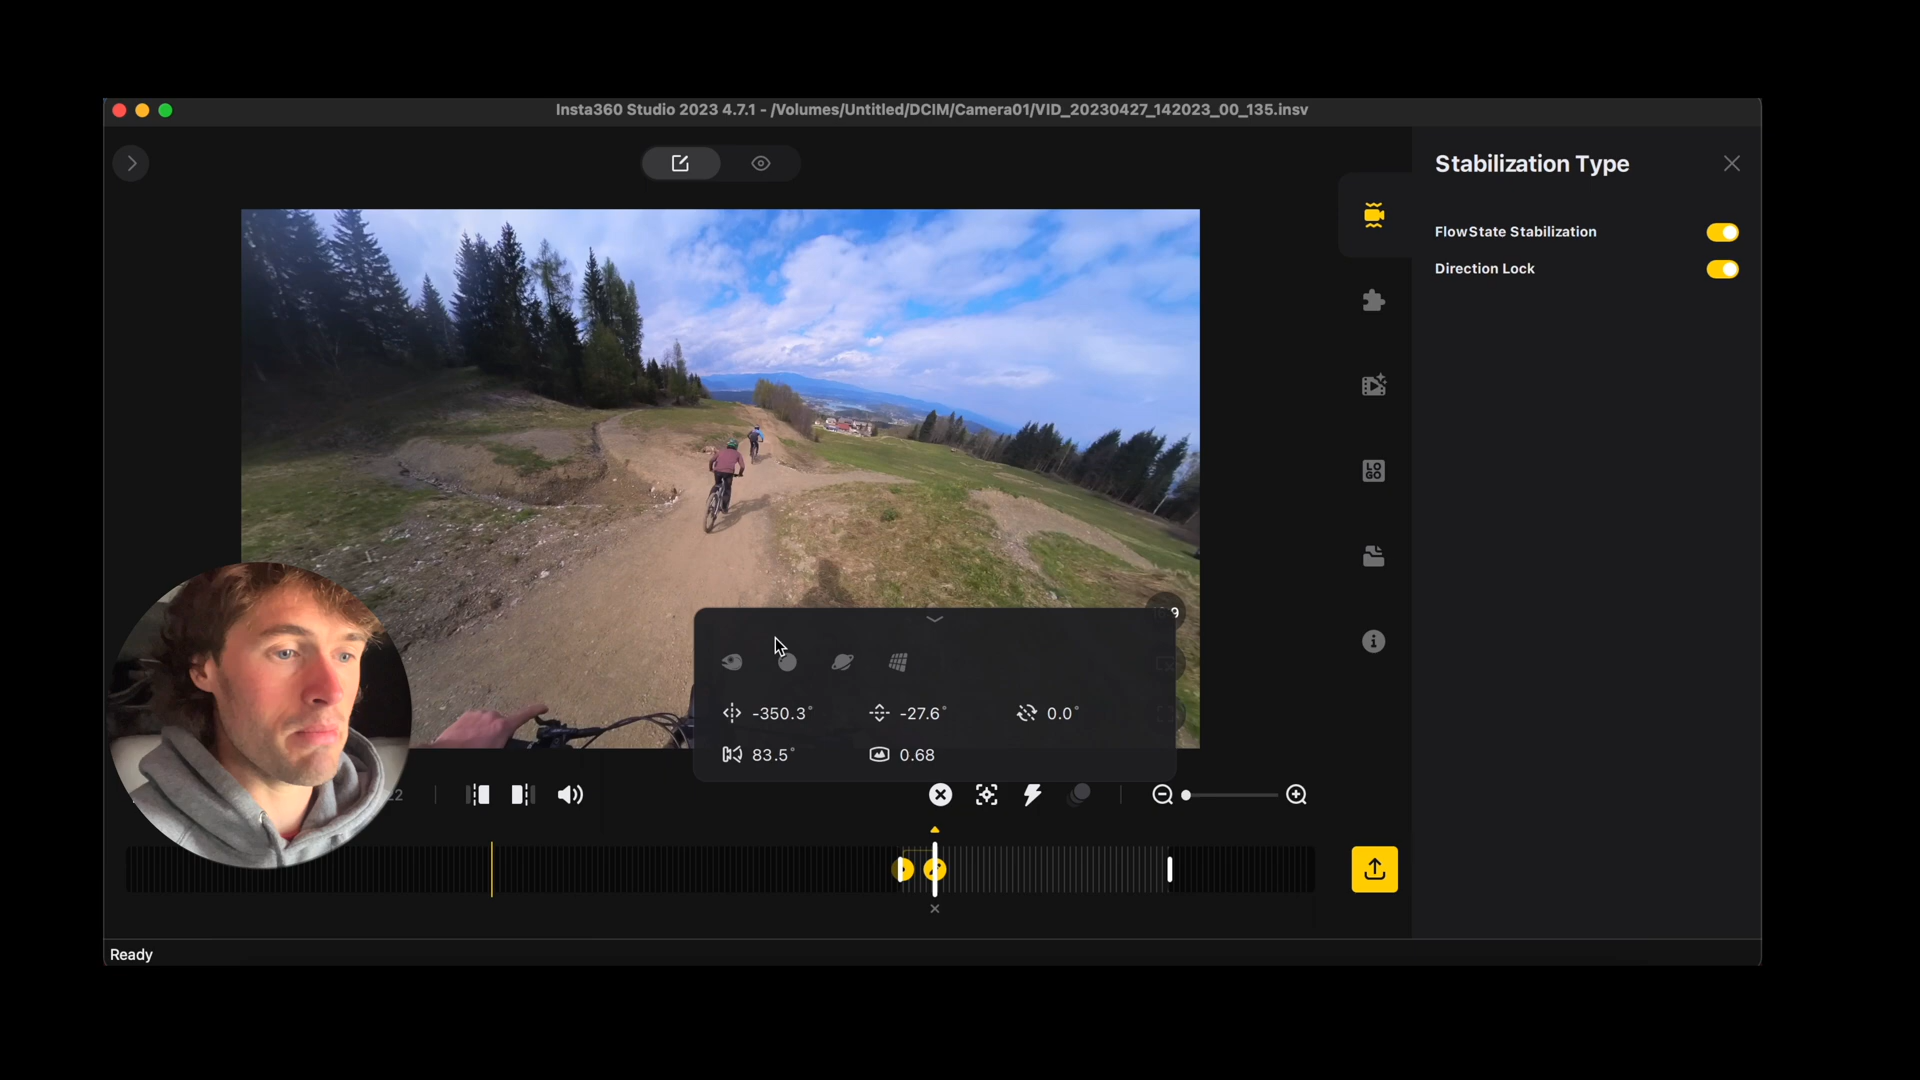 Insta360 Studio 2023 4.7.1 - /Volumes/Untitled/DCIM/Camera01/VID_20230427_142023_00_135.insv
Stabilization Type
FlowState Stabilization
Direction Lock
LOGO
-350.3°
-27.6°
0.0°
83.5°
0.68
Ready